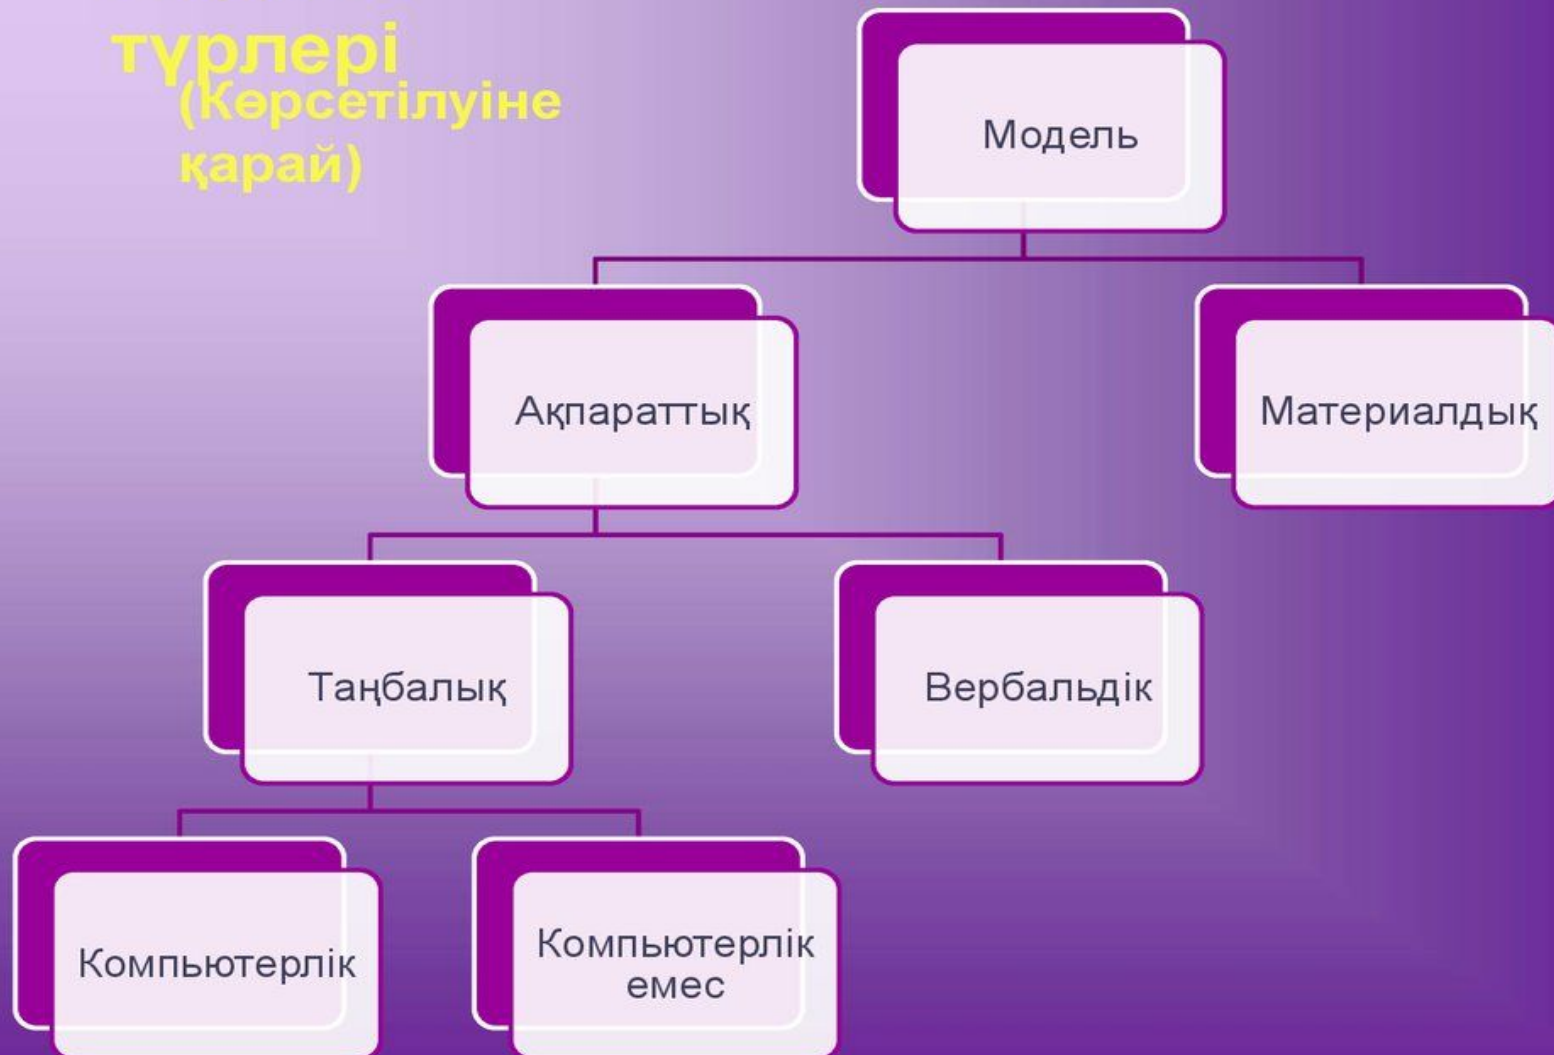 түрлері
(Көрсетілуіне
қарай)
Модель
Ақпараттық
Материалдық
Таңбалық
Вербальдік
Компьютерлік
Компьютерлік
емес